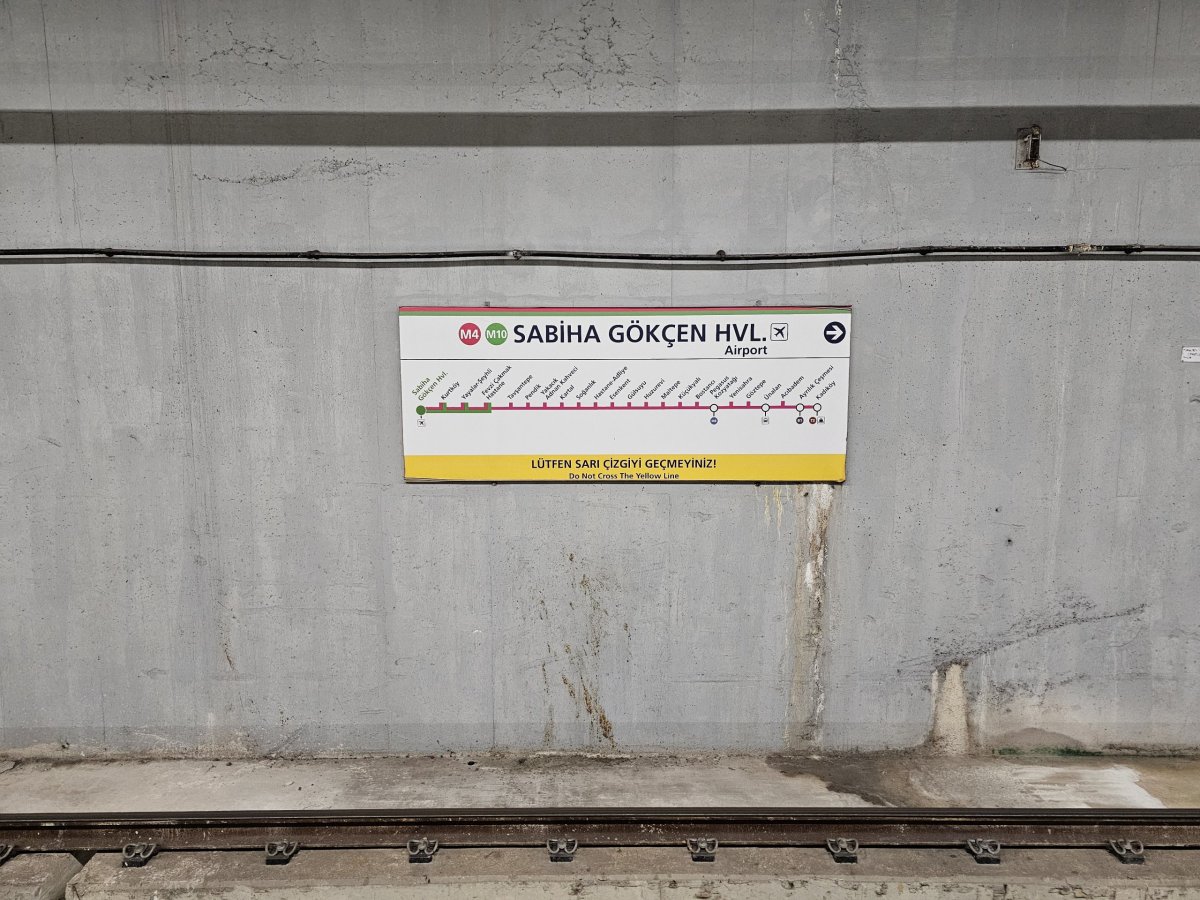 M4 M10 SABİHA GÖKÇEN HVL.
Airport
Sabiha
Gökçen Hvl.
Kurtköy
Yayalar-Şeyhli
Fevzi Çakmak
Hastane
Tavşantepe
Pendik
Yakacık
Adnan Kahveci
Kartal
Soğanlık
Hastane-Adliye
Esenkent
Gülsuyu
Huzurevi
Maltepe
Küçükyalı
Bostancı
Kozyatağı
Yenisahra
Göztepe
Ünalan
Acıbadem
Ayrılık Çeşmesi
Kadıköy
LÜTFEN SARI ÇİZGİYİ GEÇMEYİNİZ!
Do Not Cross The Yellow Line